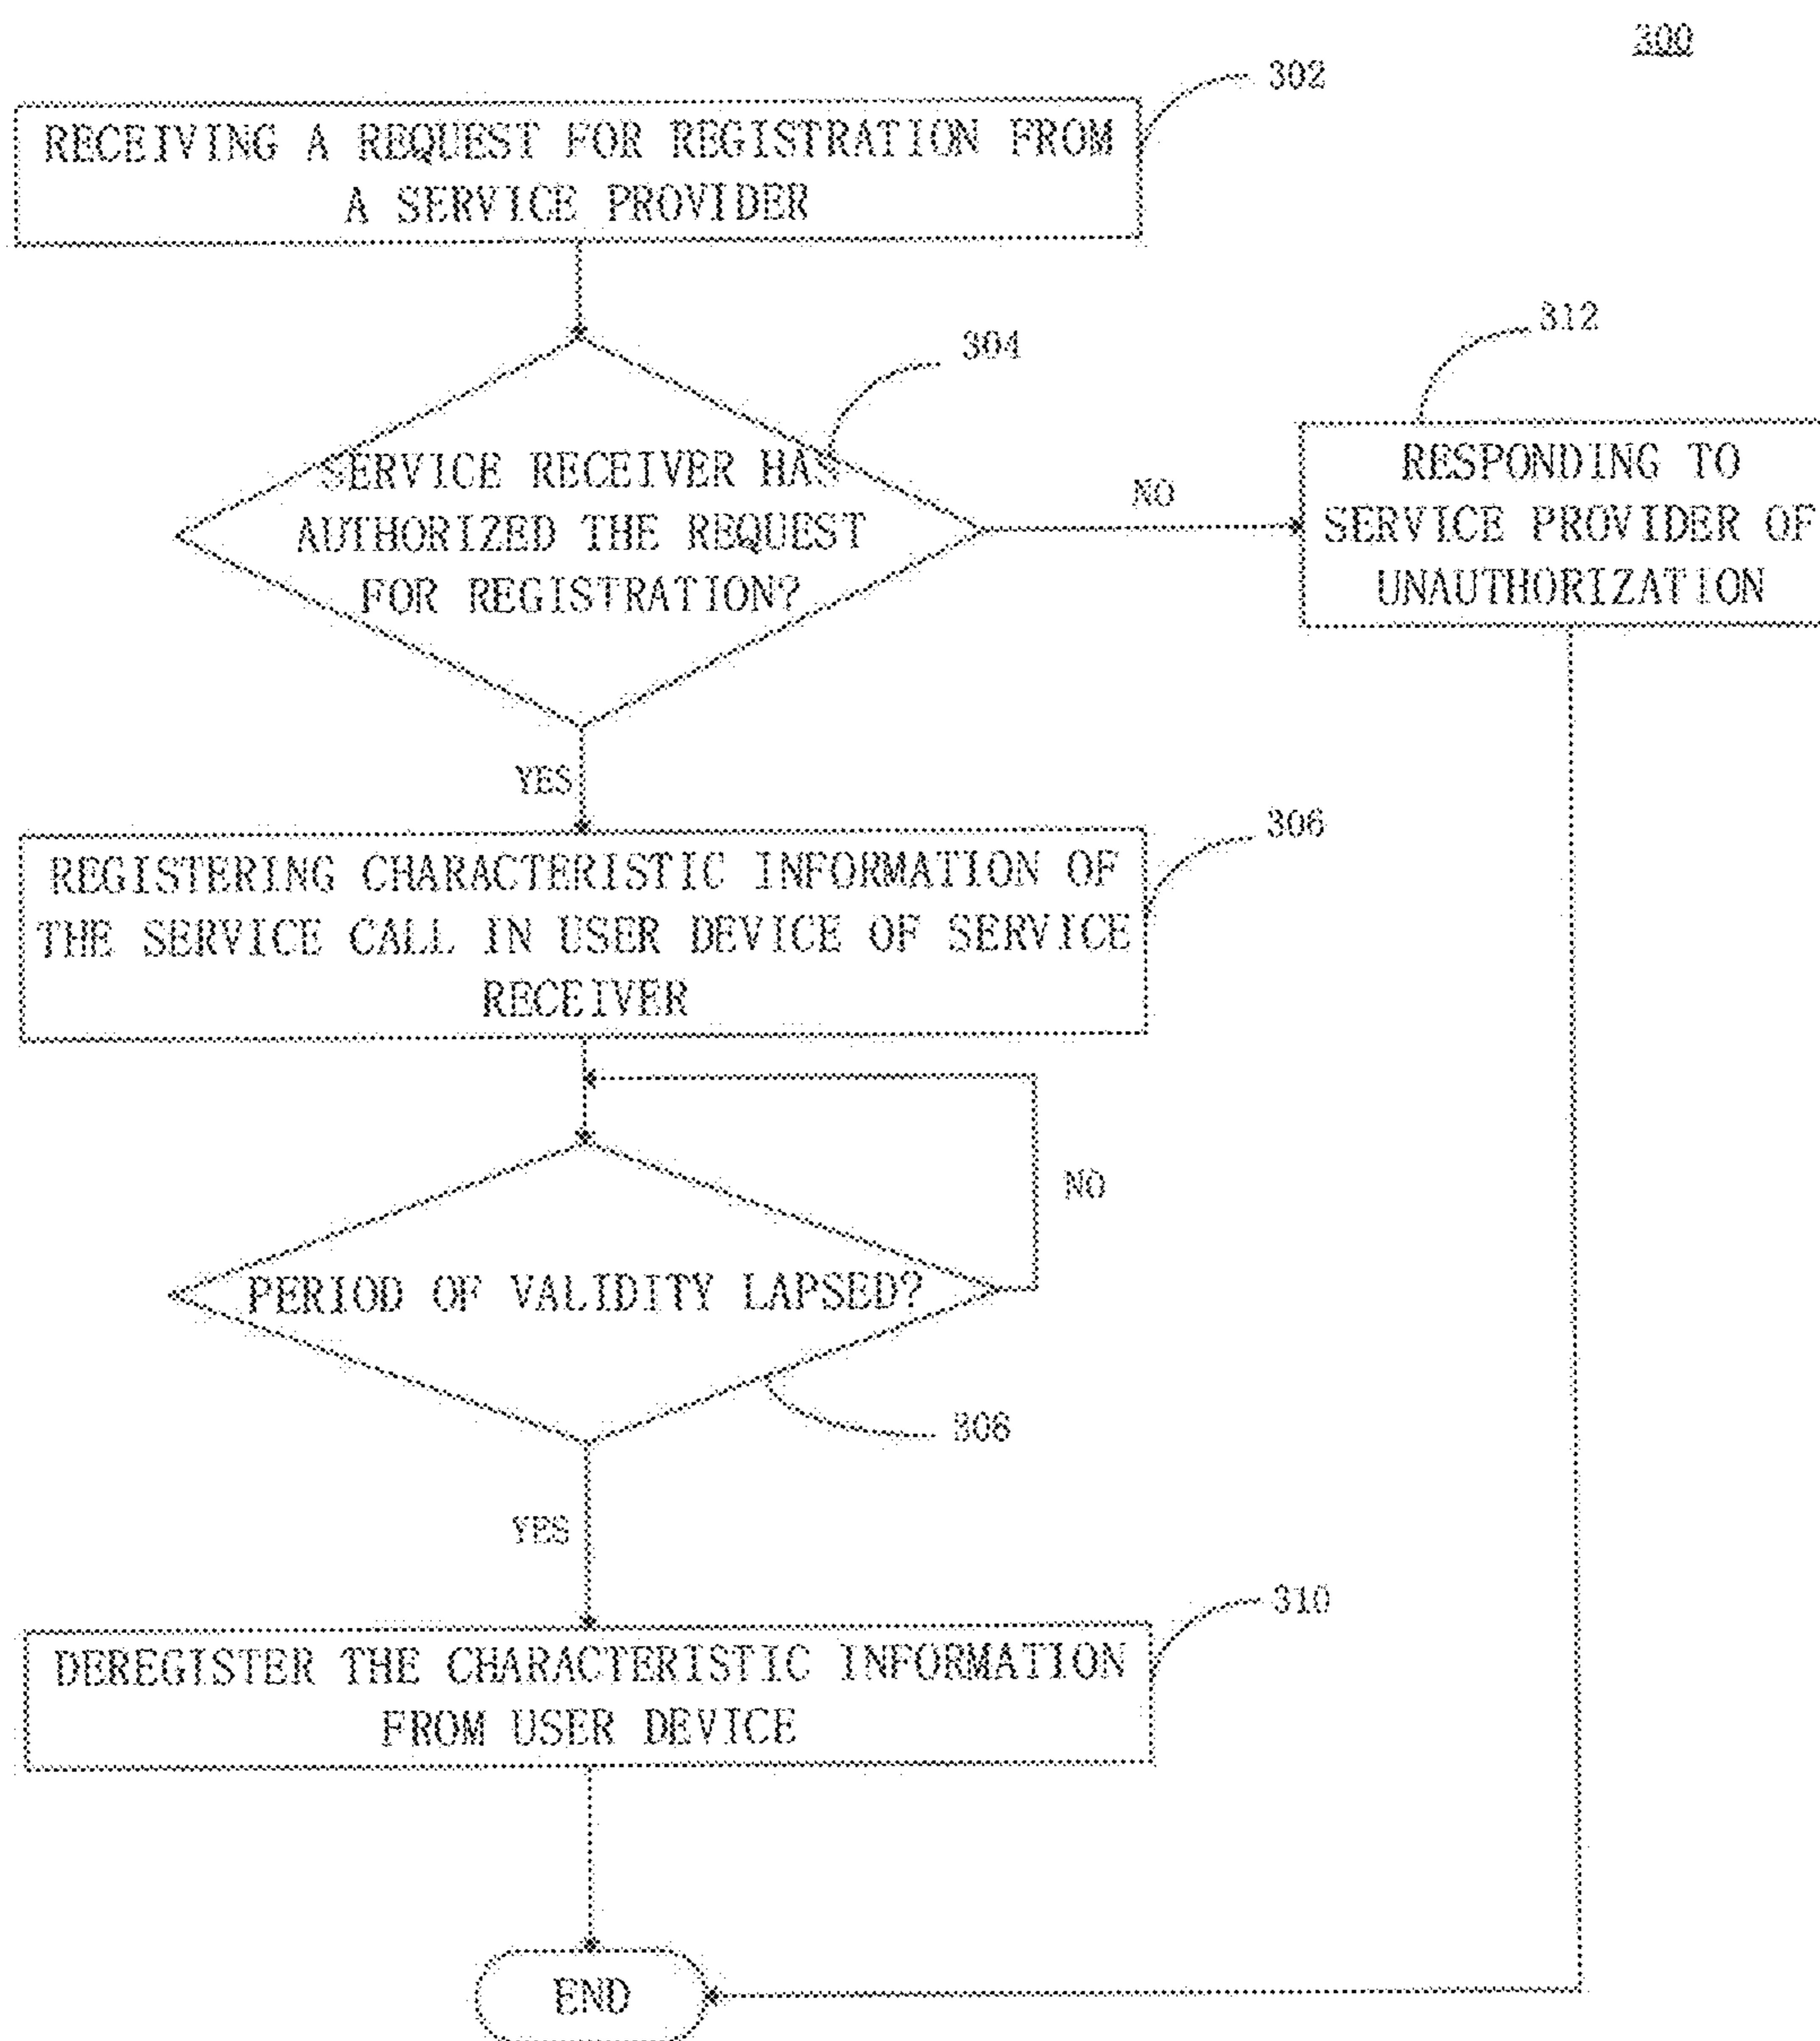 300
302
RECEIVING A REQUEST FOR REGISTRATION FROM
A SERVICE PROVIDER
304
SERVICE RECEIVER HAS
AUTHORIZED THE REQUEST
FOR REGISTRATION?
NO
312
RESPONDING TO
SERVICE PROVIDER OF
UNAUTHORIZATION
YES
306
REGISTERING CHARACTERISTIC INFORMATION OF
THE SERVICE CALL IN USER DEVICE OF SERVICE
RECEIVER
NO
PERIOD OF VALIDITY LAPSED?
308
YES
310
DEREGISTER THE CHARACTERISTIC INFORMATION
FROM USER DEVICE
END